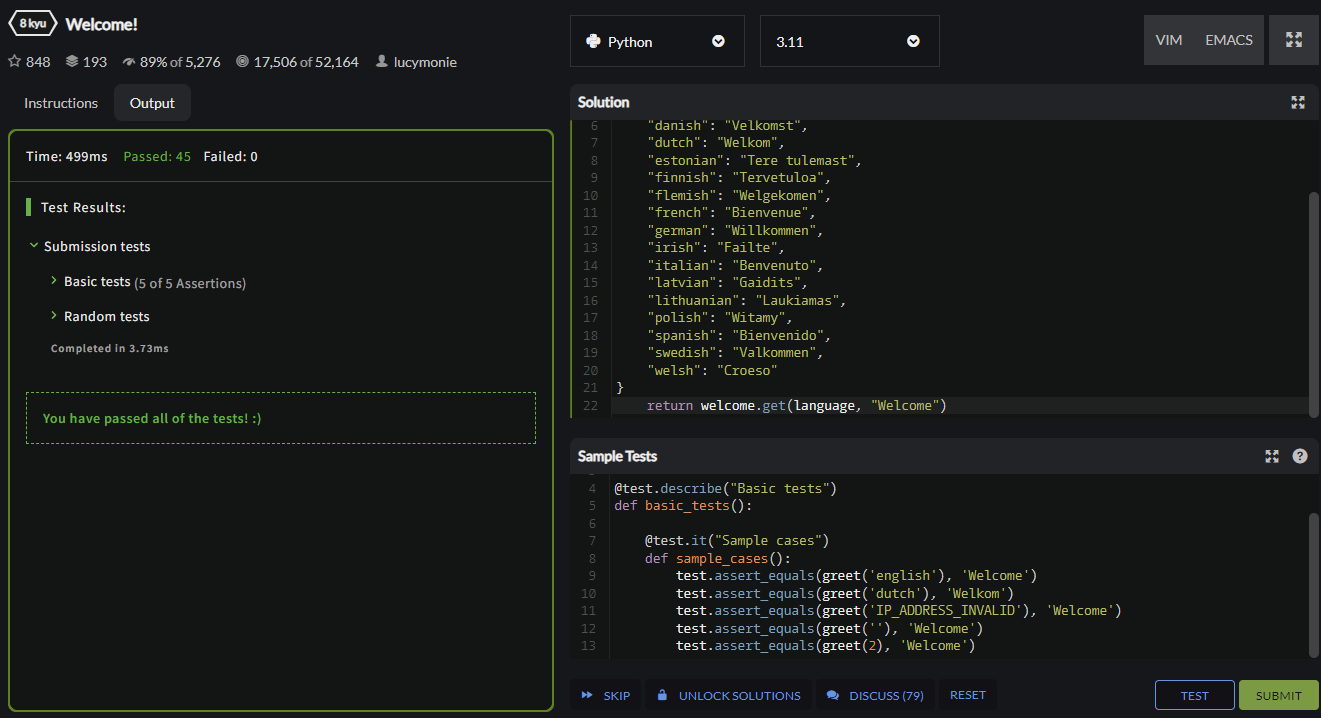 8 kyu Welcome!
848 193 89% of 5,276 17,506 of 52,164 lucymonie
Instructions Output
Time: 499ms Passed: 45 Failed: 0
Test Results:
Submission tests
Basic tests (5 of 5 Assertions)
Random tests
Completed in 3.73ms
You have passed all of the tests! :)
Python 3.11 VIM EMACS
Solution
6 "danish": "Velkomst",
7 "dutch": "Welkom",
8 "estonian": "Tere tulemast",
9 "finnish": "Tervetuloa",
10 "flemish": "Welgekomen",
11 "french": "Bienvenue",
12 "german": "Willkommen",
13 "irish": "Failte",
14 "italian": "Benvenuto",
15 "latvian": "Gaidits",
16 "lithuanian": "Laukiamas",
17 "polish": "Witamy",
18 "spanish": "Bienvenido",
19 "swedish": "Valkommen",
20 "welsh": "Croeso"
21 }
22 return welcome.get(language, "Welcome")
Sample Tests
4 @test.describe("Basic tests")
5 def basic_tests():
6
7 @test.it("Sample cases")
8 def sample_cases():
9 test.assert_equals(greet('english'), 'Welcome')
10 test.assert_equals(greet('dutch'), 'Welkom')
11 test.assert_equals(greet('IP_ADDRESS_INVALID'), 'Welcome')
12 test.assert_equals(greet(''), 'Welcome')
13 test.assert_equals(greet(2), 'Welcome')
SKIP UNLOCK SOLUTIONS DISCUSS (79) RESET TEST SUBMIT